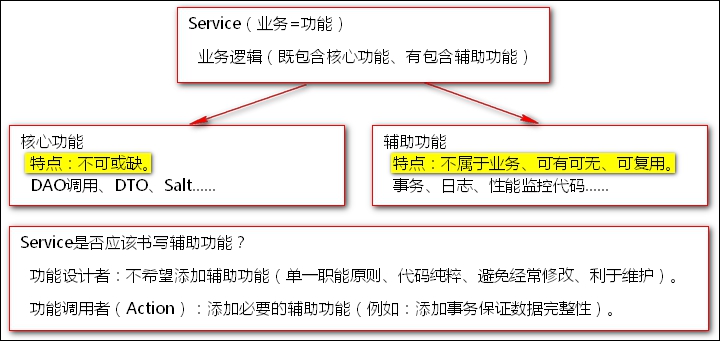 Service（业务=功能）
业务逻辑（既包含核心功能、有包含辅助功能）
核心功能
特点：不可或缺。
DAO调用、DTO、Salt......
辅助功能
特点：不属于业务、可有可无、可复用。
事务、日志、性能监控代码......
Service是否应该书写辅助功能？
功能设计者：不希望添加辅助功能（单一职能原则、代码纯粹、避免经常修改、利于维护）。
功能调用者（Action）：添加必要的辅助功能（例如：添加事务保证数据完整性）。